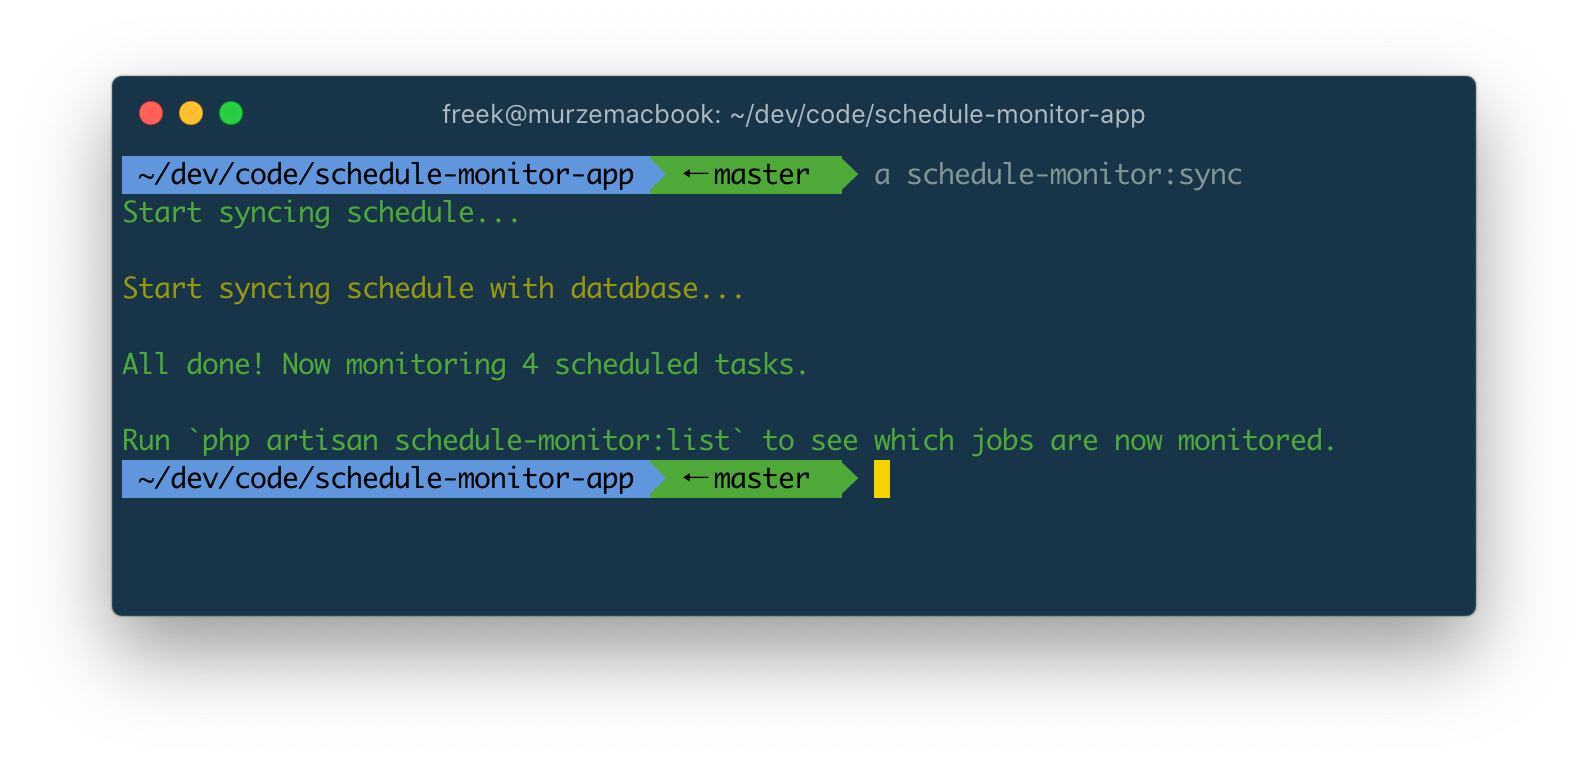 freek@murzemacbook: ~/dev/code/schedule-monitor-app
~/dev/code/schedule-monitor-app ← master a schedule-monitor:sync
Start syncing schedule...
Start syncing schedule with database...
All done! Now monitoring 4 scheduled tasks.
Run `php artisan schedule-monitor:list` to see which jobs are now monitored.
~/dev/code/schedule-monitor-app ← master